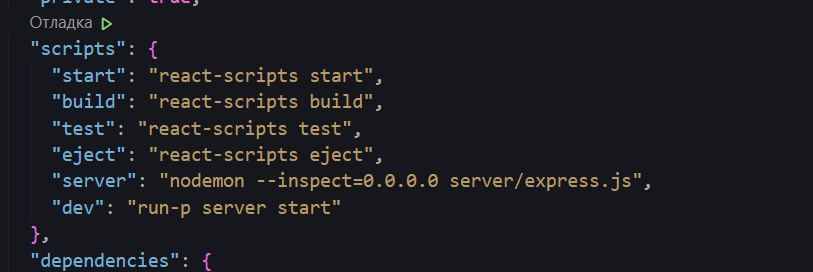 "private": true,
Отладка
"scripts": {
"start": "react-scripts start",
"build": "react-scripts build",
"test": "react-scripts test",
"eject": "react-scripts eject",
"server": "nodemon --inspect=0.0.0.0 server/express.js",
"dev": "run-p server start"
},
"dependencies": {